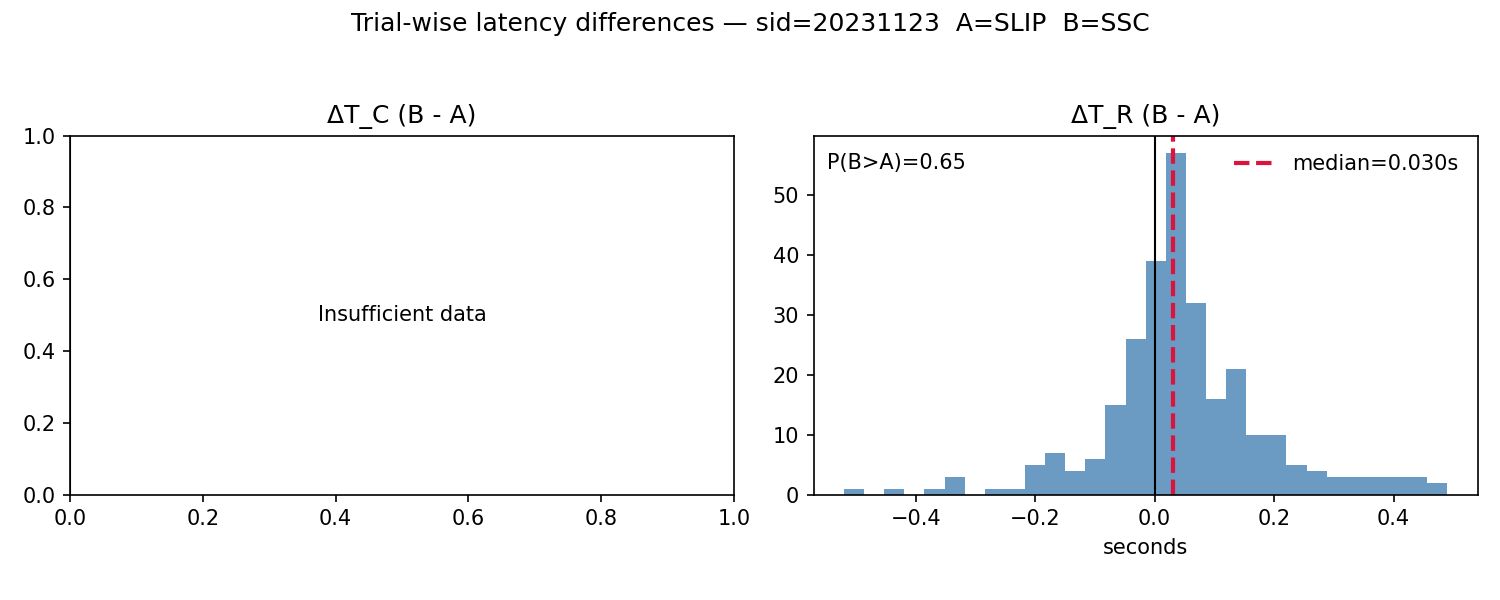 Trial-wise latency differences — sid=20231123  A=SLIP  B=SSC
ΔT_C (B - A)
1.0
0.8
0.6
0.4
0.2
0.0
Insufficient data
0.0 0.2 0.4 0.6 0.8 1.0
ΔT_R (B - A)
P(B>A)=0.65
median=0.030s
50
40
30
20
10
0
−0.4 −0.2 0.0 0.2 0.4
seconds